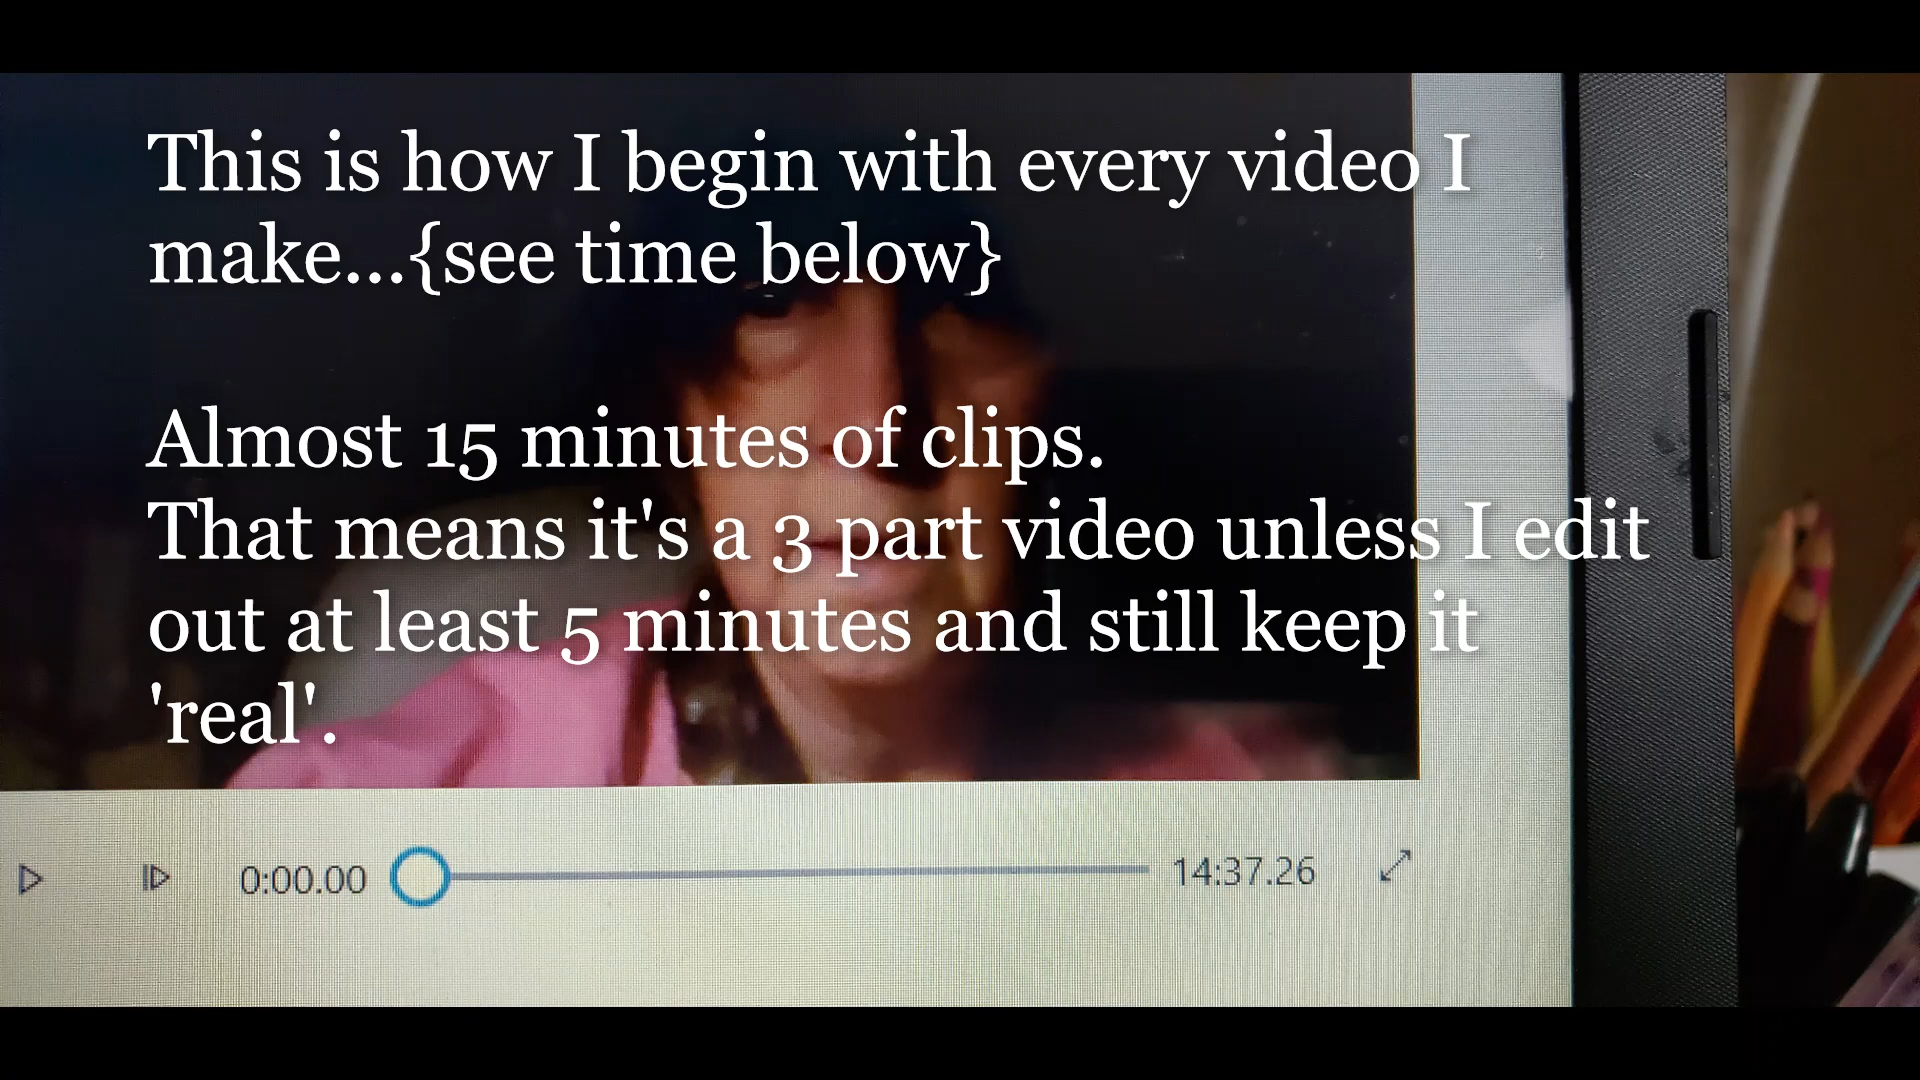 This is how I begin with every video I
make...{see time below}
Almost 15 minutes of clips.
That means it's a 3 part video unless I edit
out at least 5 minutes and still keep it
'real'.
0:00.00 14:37.26